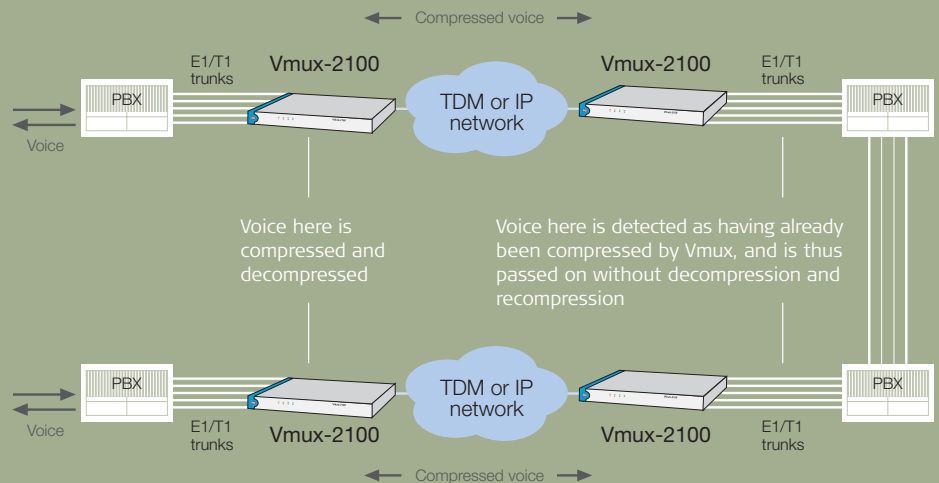 Compressed voice
E1/T1
trunks
Vmux-2100
Vmux-2100
E1/T1
trunks
PBX
TDM or IP
network
PBX
Voice
Voice here is
compressed and
decompressed
Voice here is detected as having already
been compressed by Vmux, and is thus
passed on without decompression and
recompression
PBX
TDM or IP
network
PBX
Voice
E1/T1
trunks
Vmux-2100
Vmux-2100
E1/T1
trunks
Compressed voice